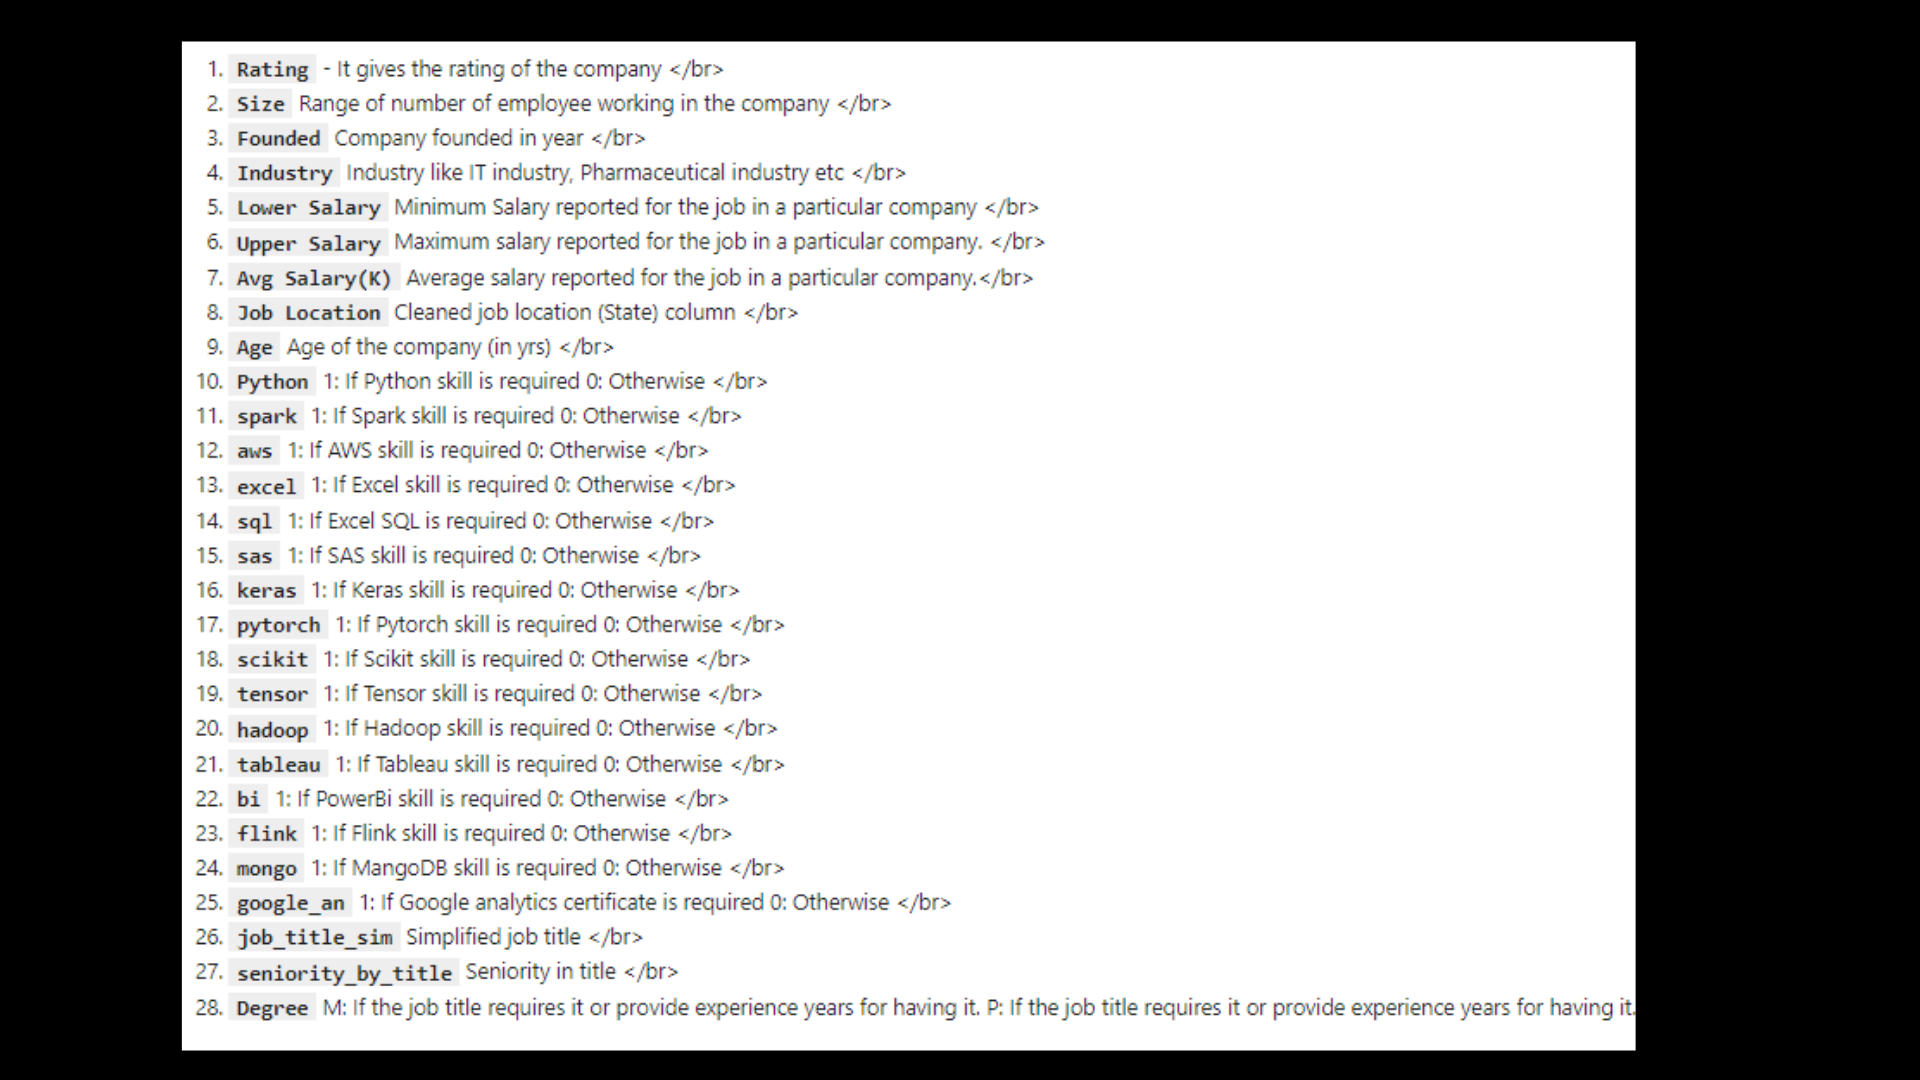 1. Rating - It gives the rating of the company </br>
2. Size Range of number of employee working in the company </br>
3. Founded Company founded in year </br>
4. Industry Industry like IT industry, Pharmaceutical industry etc </br>
5. Lower Salary Minimum Salary reported for the job in a particular company </br>
6. Upper Salary Maximum salary reported for the job in a particular company. </br>
7. Avg Salary(K) Average salary reported for the job in a particular company.</br>
8. Job Location Cleaned job location (State) column </br>
9. Age Age of the company (in yrs) </br>
10. Python 1: If Python skill is required 0: Otherwise </br>
11. spark 1: If Spark skill is required 0: Otherwise </br>
12. aws 1: If AWS skill is required 0: Otherwise </br>
13. excel 1: If Excel skill is required 0: Otherwise </br>
14. sql 1: If Excel SQL is required 0: Otherwise </br>
15. sas 1: If SAS skill is required 0: Otherwise </br>
16. keras 1: If Keras skill is required 0: Otherwise </br>
17. pytorch 1: If Pytorch skill is required 0: Otherwise </br>
18. scikit 1: If Scikit skill is required 0: Otherwise </br>
19. tensor 1: If Tensor skill is required 0: Otherwise </br>
20. hadoop 1: If Hadoop skill is required 0: Otherwise </br>
21. tableau 1: If Tableau skill is required 0: Otherwise </br>
22. bi 1: If PowerBi skill is required 0: Otherwise </br>
23. flink 1: If Flink skill is required 0: Otherwise </br>
24. mongo 1: If MangoDB skill is required 0: Otherwise </br>
25. google_an 1: If Google analytics certificate is required 0: Otherwise </br>
26. job_title_sim Simplified job title </br>
27. seniority_by_title Seniority in title </br>
28. Degree M: If the job title requires it or provide experience years for having it. P: If the job title requires it or provide experience years for having it.